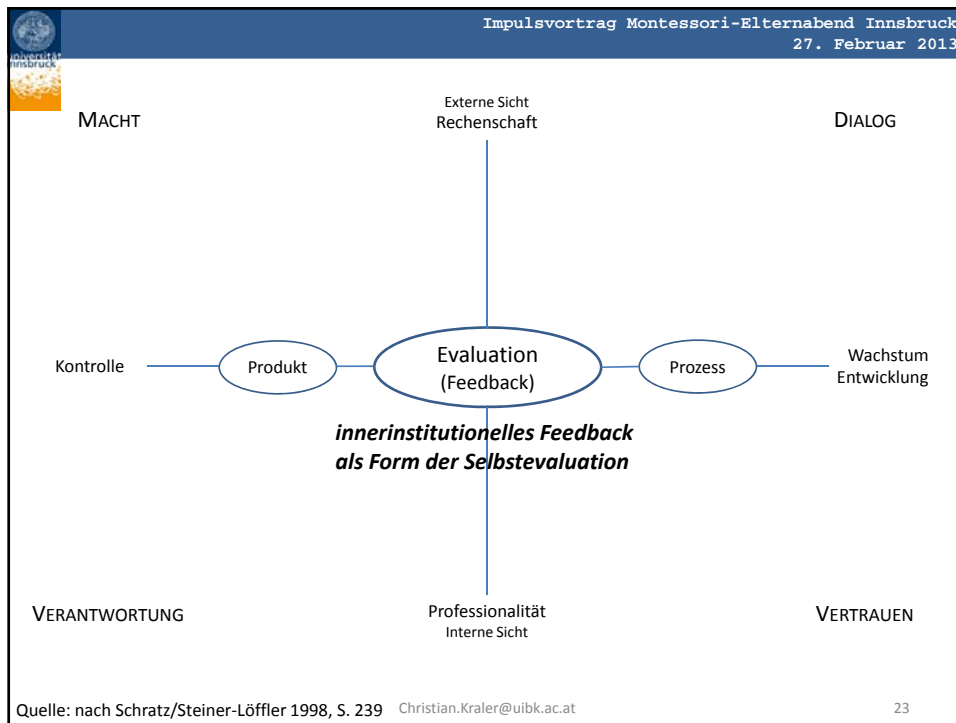 Impulsvortrag Montessori-Elternabend Innsbruck
27. Februar 2013
universität
innsbruck
MACHT
Externe Sicht
Rechenschaft
DIALOG
Kontrolle
Produkt
Evaluation
(Feedback)
Prozess
Wachstum
Entwicklung
innerinstitutionelles Feedback
als Form der Selbstevaluation
VERANTWORTUNG
Professionalität
Interne Sicht
VERTRAUEN
Quelle: nach Schratz/Steiner-Löffler 1998, S. 239 Christian.Kraler@uibk.ac.at 23